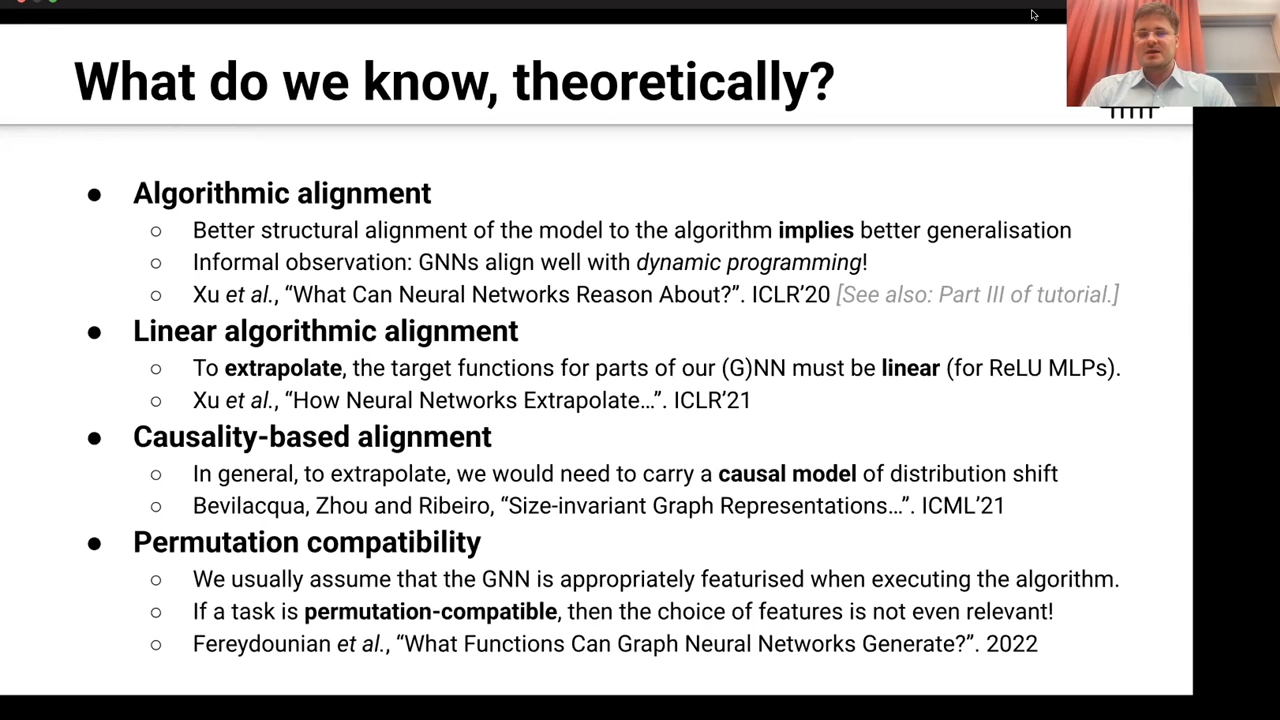 What do we know, theoretically?
● Algorithmic alignment
○ Better structural alignment of the model to the algorithm implies better generalisation
○ Informal observation: GNNs align well with dynamic programming!
○ Xu et al., “What Can Neural Networks Reason About?”. ICLR’20 [See also: Part III of tutorial.]
● Linear algorithmic alignment
○ To extrapolate, the target functions for parts of our (G)NN must be linear (for ReLU MLPs).
○ Xu et al., “How Neural Networks Extrapolate…”. ICLR’21
● Causality-based alignment
○ In general, to extrapolate, we would need to carry a causal model of distribution shift
○ Bevilacqua, Zhou and Ribeiro, “Size-invariant Graph Representations…”. ICML’21
● Permutation compatibility
○ We usually assume that the GNN is appropriately featurised when executing the algorithm.
○ If a task is permutation-compatible, then the choice of features is not even relevant!
○ Fereydounian et al., “What Functions Can Graph Neural Networks Generate?”. 2022